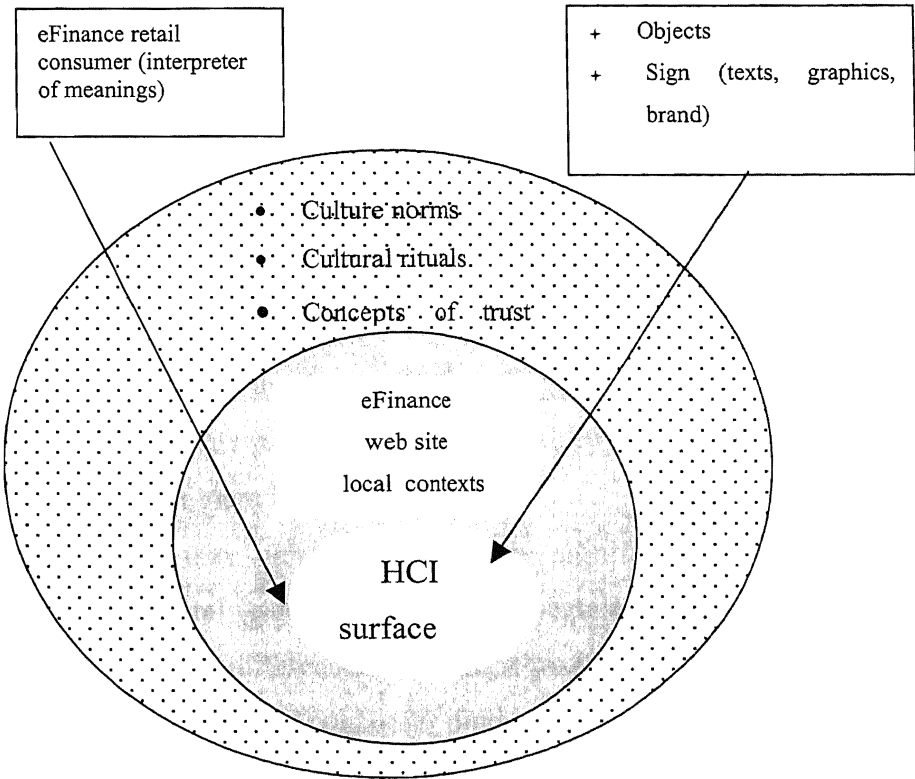 eFinance retail
consumer (interpreter
of meanings)
+ Objects
+ Sign (texts, graphics,
brand)
• Culture norms
• Cultural rituals
• Concepts of trust
eFinance
web site
local contexts
HCI
surface